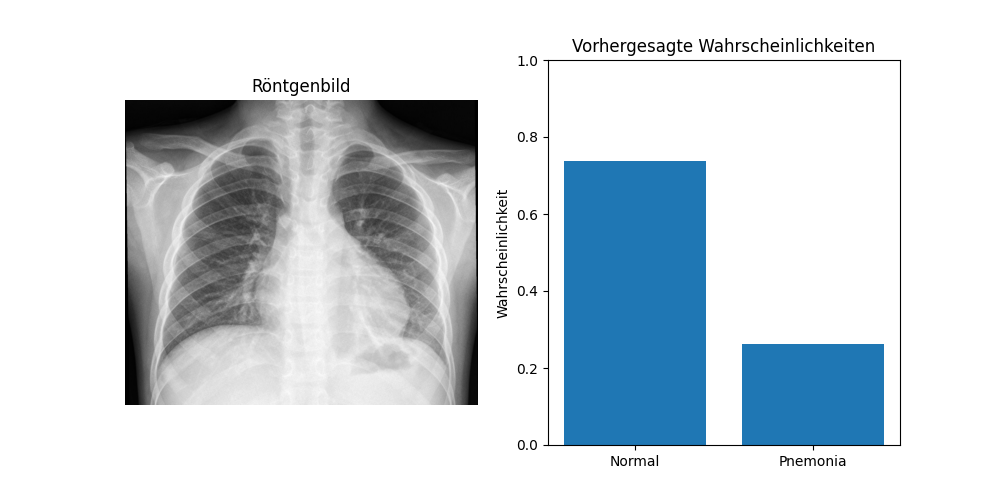 Röntgenbild
Vorhergesagte Wahrscheinlichkeiten
Wahrscheinlichkeit
1.0
0.8
0.6
0.4
0.2
0.0
Normal
Pnemonia